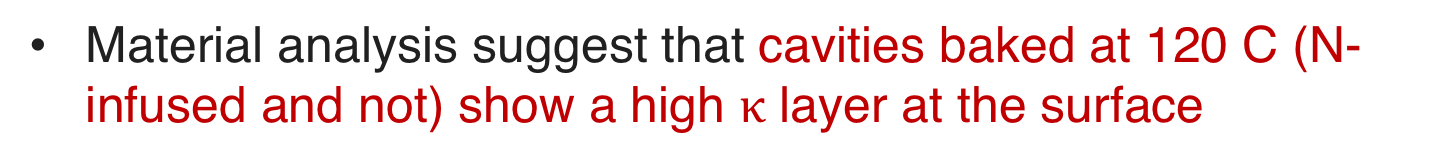 • Material analysis suggest that cavities baked at 120 C (N-
infused and not) show a high κ layer at the surface